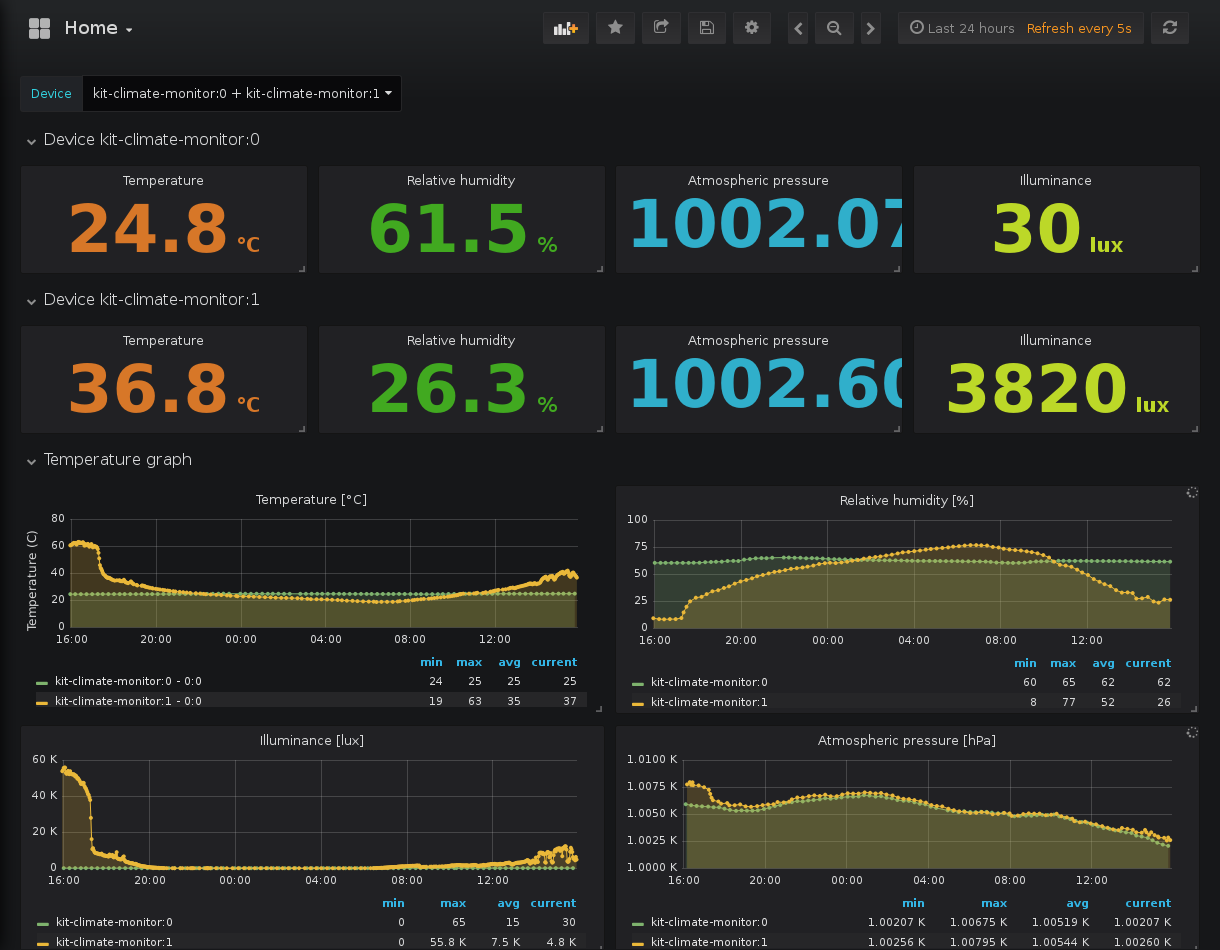 Home
Last 24 hours Refresh every 5s
Device kit-climate-monitor:0 + kit-climate-monitor:1
Device kit-climate-monitor:0
Temperature Relative humidity Atmospheric pressure Illuminance
24.8 °C 61.5 % 1002.07 30 lux
Device kit-climate-monitor:1
Temperature Relative humidity Atmospheric pressure Illuminance
36.8 °C 26.3 % 1002.60 3820 lux
Temperature graph
Temperature [°C]
Temperature (C)
80
60
40
20
0
16:00 20:00 00:00 04:00 08:00 12:00
min max avg current
kit-climate-monitor:0 - 0:0 24 25 25 25
kit-climate-monitor:1 - 0:0 19 63 35 37
Relative humidity [%]
100
75
50
25
0
16:00 20:00 00:00 04:00 08:00 12:00
min max avg current
kit-climate-monitor:0 60 65 62 62
kit-climate-monitor:1 8 77 52 26
Illuminance [lux]
60 K
40 K
20 K
0
16:00 20:00 00:00 04:00 08:00 12:00
min max avg current
kit-climate-monitor:0 0 65 15 30
kit-climate-monitor:1 0 55.8 K 7.5 K 4.8 K
Atmospheric pressure [hPa]
1.0100 K
1.0075 K
1.0050 K
1.0025 K
1.0000 K
16:00 20:00 00:00 04:00 08:00 12:00
min max avg current
kit-climate-monitor:0 1.00207 K 1.00675 K 1.00519 K 1.00207 K
kit-climate-monitor:1 1.00256 K 1.00795 K 1.00544 K 1.00260 K